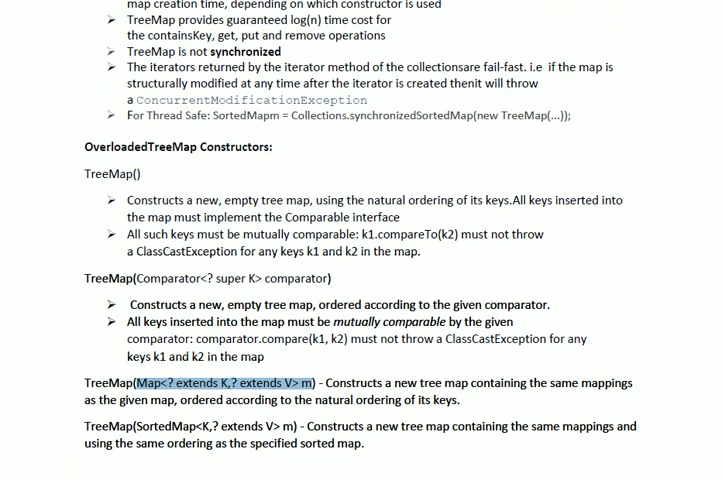 map creation time, depending on which constructor is used
➢ TreeMap provides guaranteed log(n) time cost for
the containsKey, get, put and remove operations
➢ TreeMap is not synchronized
➢ The iterators returned by the iterator method of the collectionsare fail-fast. i.e  if the map is
structurally modified at any time after the iterator is created thenit will throw
a ConcurrentModificationException
➢ For Thread Safe: SortedMapm = Collections.synchronizedSortedMap(new TreeMap(...));
OverloadedTreeMap Constructors:
TreeMap()
➢ Constructs a new, empty tree map, using the natural ordering of its keys.All keys inserted into
the map must implement the Comparable interface
➢ All such keys must be mutually comparable: k1.compareTo(k2) must not throw
a ClassCastException for any keys k1 and k2 in the map.
TreeMap(Comparator<? super K> comparator)
➢ Constructs a new, empty tree map, ordered according to the given comparator.
➢ All keys inserted into the map must be mutually comparable by the given
comparator: comparator.compare(k1, k2) must not throw a ClassCastException for any
keys k1 and k2 in the map
TreeMap(Map<? extends K,? extends V> m) - Constructs a new tree map containing the same mappings
as the given map, ordered according to the natural ordering of its keys.
TreeMap(SortedMap<K,? extends V> m) - Constructs a new tree map containing the same mappings and
using the same ordering as the specified sorted map.